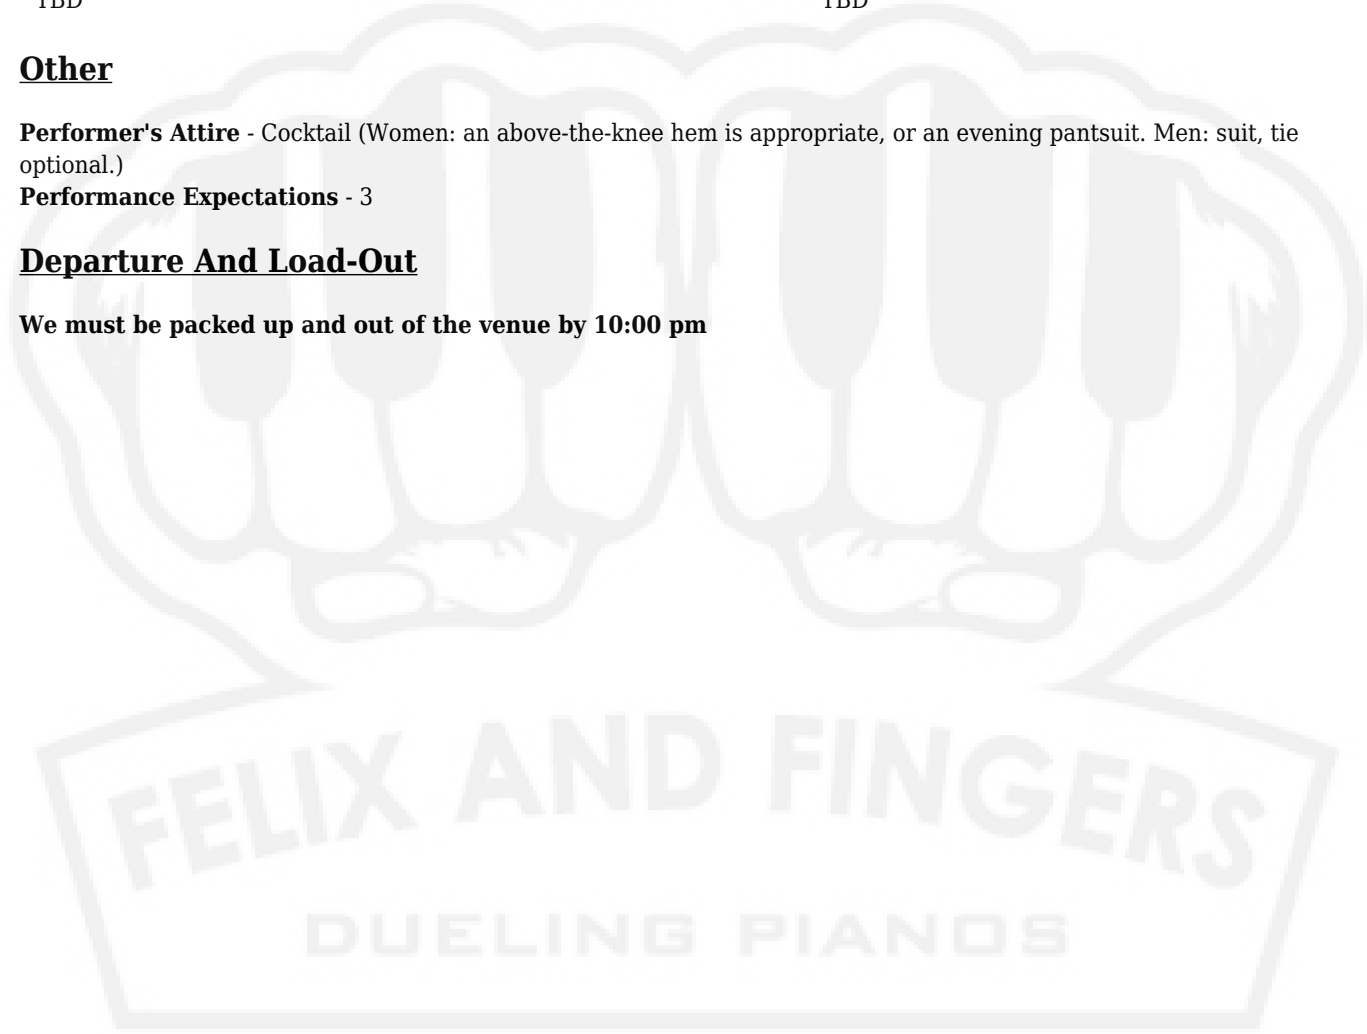 TBD TBD
Other
Performer's Attire - Cocktail (Women: an above-the-knee hem is appropriate, or an evening pantsuit. Men: suit, tie
optional.)
Performance Expectations - 3
Departure And Load-Out
We must be packed up and out of the venue by 10:00 pm
FELIX AND FINGERS
DUELING PIANOS